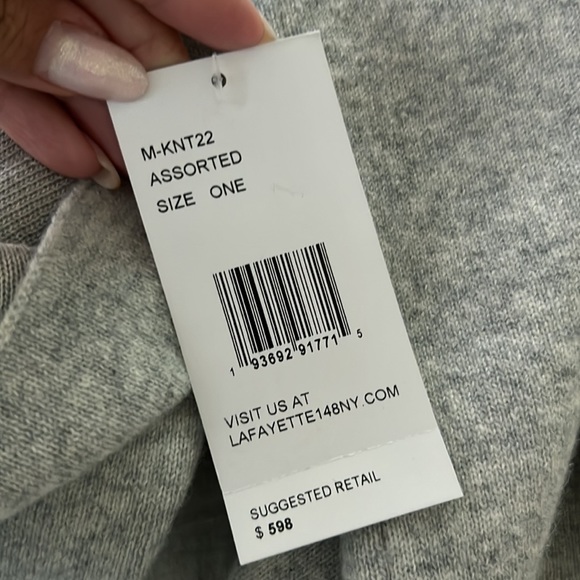 M-KNT22
ASSORTED
SIZE ONE
1 93692 91771 5
VISIT US AT
LAFAYETTE148NY.COM
SUGGESTED RETAIL
$ 598